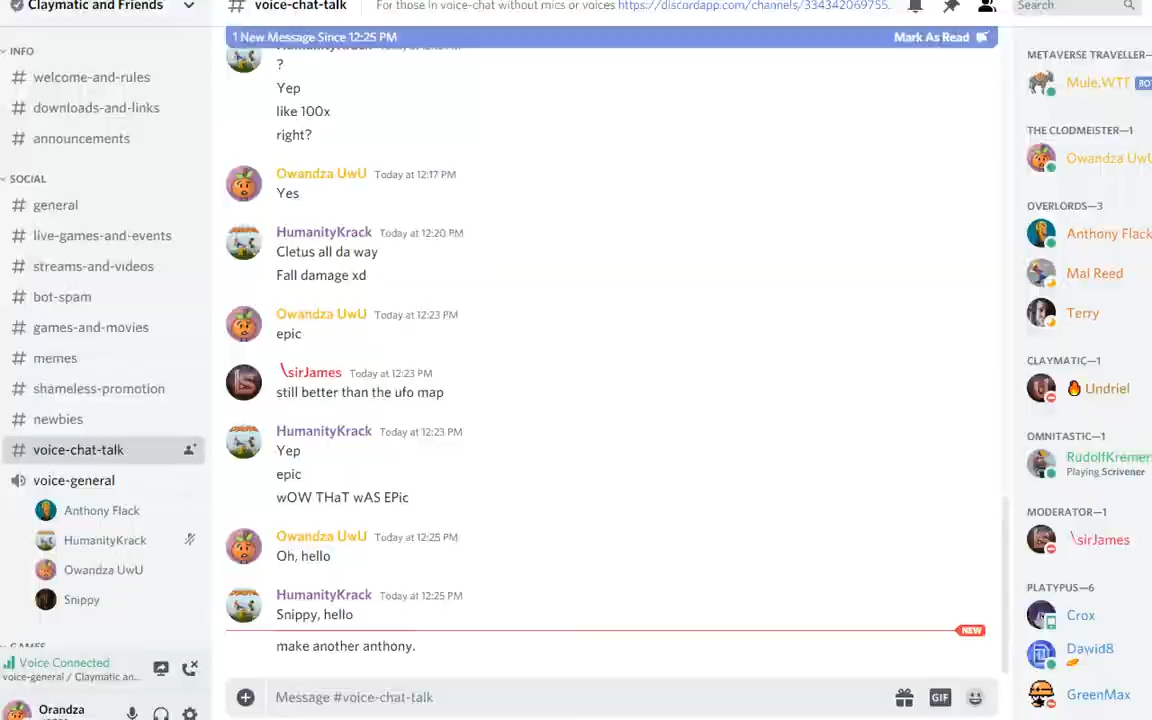 Claymatic and Friends
INFO
# welcome-and-rules
# downloads-and-links
# announcements
SOCIAL
# general
# live-games-and-events
# streams-and-videos
# bot-spam
# games-and-movies
# memes
# shameless-promotion
# newbies
# voice-chat-talk
voice-general
Anthony Flack
HumanityKrack
Owandza UwU
Snippy
GAMES
Voice Connected
voice-general / Claymatic an...
Orandza
# voice-chat-talk
For those in voice-chat without mics or voices https://discordapp.com/channels/334342069755...
Search
1 New Message Since 12:25 PM
Mark As Read
HumanityKrack
?
Yep
like 100x
right?
Owandza UwU Today at 12:17 PM
Yes
HumanityKrack Today at 12:20 PM
Cletus all da way
Fall damage xd
Owandza UwU Today at 12:23 PM
epic
\sirJames Today at 12:23 PM
still better than the ufo map
HumanityKrack Today at 12:23 PM
Yep
epic
wOW THaT wAS EPic
Owandza UwU Today at 12:25 PM
Oh, hello
HumanityKrack Today at 12:25 PM
Snippy, hello
NEW
make another anthony.
Message #voice-chat-talk
GIF
METAVERSE TRAVELLER—
Mule.WTF BOT
THE CLODMEISTER—1
Owandza UwU
OVERLORDS—3
Anthony Flack
Mal Reed
Terry
CLAYMATIC—1
Undriel
OMNITASTIC—1
RudolfKremers
Playing Scrivener
MODERATOR—1
\sirJames
PLATYPUS—6
Crox
Dawid8
GreenMax